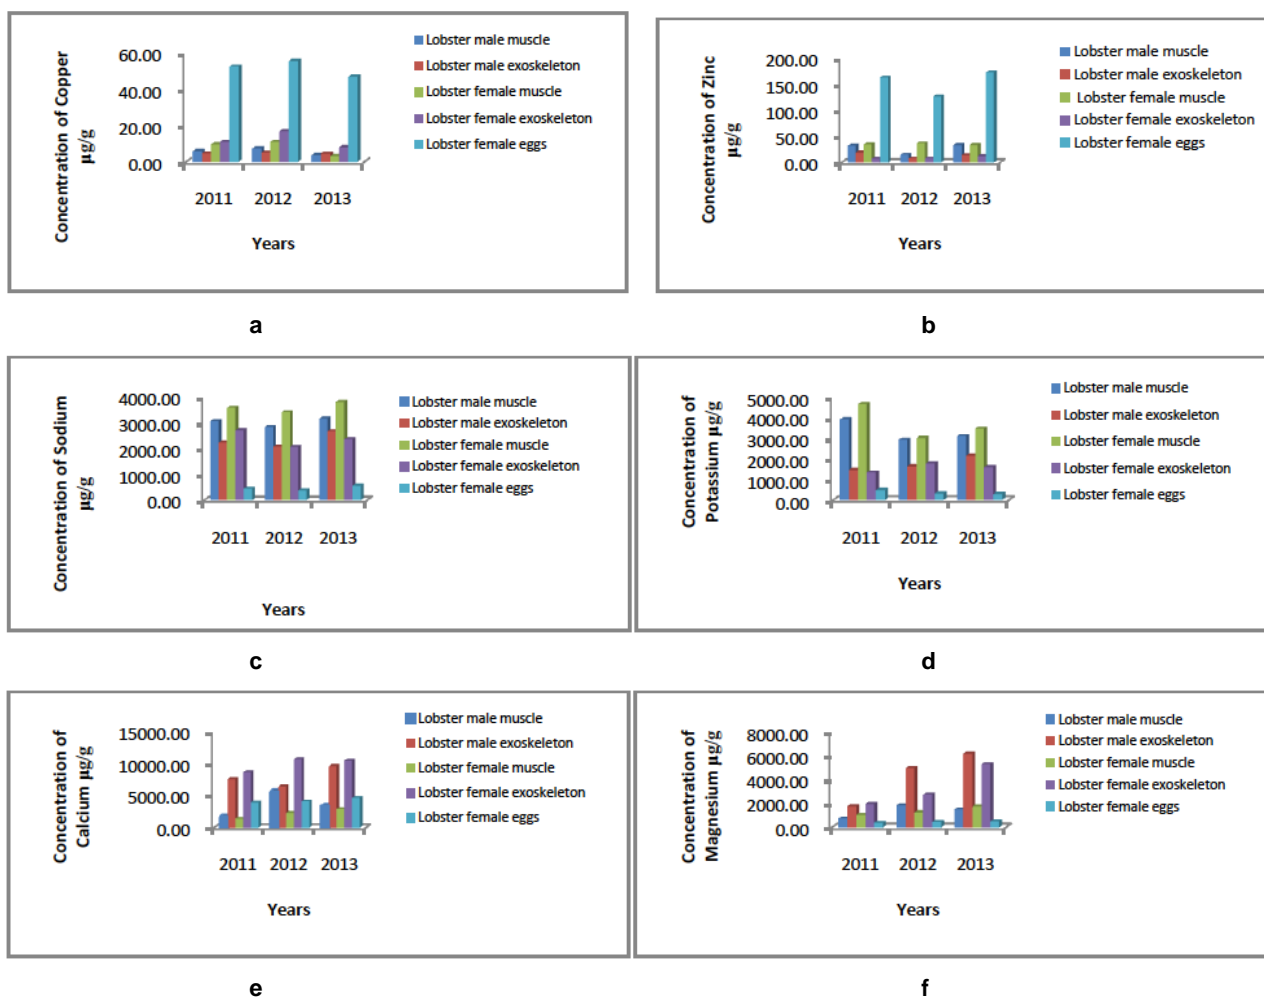 Concentration of Copper
µg/g
60.00
40.00
20.00
0.00
2011 2012 2013
Years
Lobster male muscle
Lobster male exoskeleton
Lobster female muscle
Lobster female exoskeleton
Lobster female eggs
a
Concentration of Zinc
µg/g
200.00
150.00
100.00
50.00
0.00
2011 2012 2013
Years
Lobster male muscle
Lobster male exoskeleton
Lobster female muscle
Lobster female exoskeleton
Lobster female eggs
b
Concentration of Sodium
µg/g
4000.00
3000.00
2000.00
1000.00
0.00
2011 2012 2013
Years
Lobster male muscle
Lobster male exoskeleton
Lobster female muscle
Lobster female exoskeleton
Lobster female eggs
c
Concentration of
Potassium µg/g
5000.00
4000.00
3000.00
2000.00
1000.00
0.00
2011 2012 2013
Years
Lobster male muscle
Lobster male exoskeleton
Lobster female muscle
Lobster female exoskeleton
Lobster female eggs
d
Concentration of
Calcium µg/g
15000.00
10000.00
5000.00
0.00
2011 2012 2013
Years
Lobster male muscle
Lobster male exoskeleton
Lobster female muscle
Lobster female exoskeleton
Lobster female eggs
e
Concentration of
Magnesium µg/g
8000.00
6000.00
4000.00
2000.00
0.00
2011 2012 2013
Years
Lobster male muscle
Lobster male exoskeleton
Lobster female muscle
Lobster female exoskeleton
Lobster female eggs
f